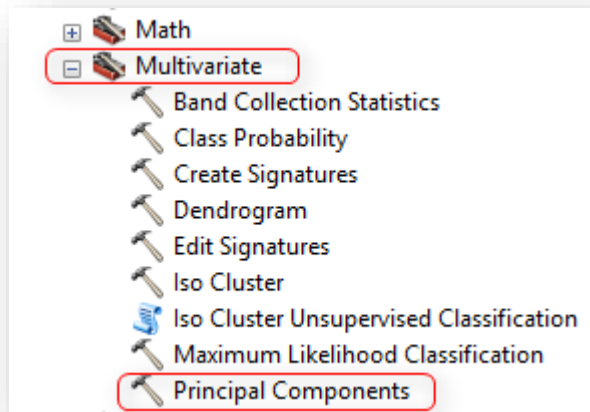 Math
Multivariate
Band Collection Statistics
Class Probability
Create Signatures
Dendrogram
Edit Signatures
Iso Cluster
Iso Cluster Unsupervised Classification
Maximum Likelihood Classification
Principal Components